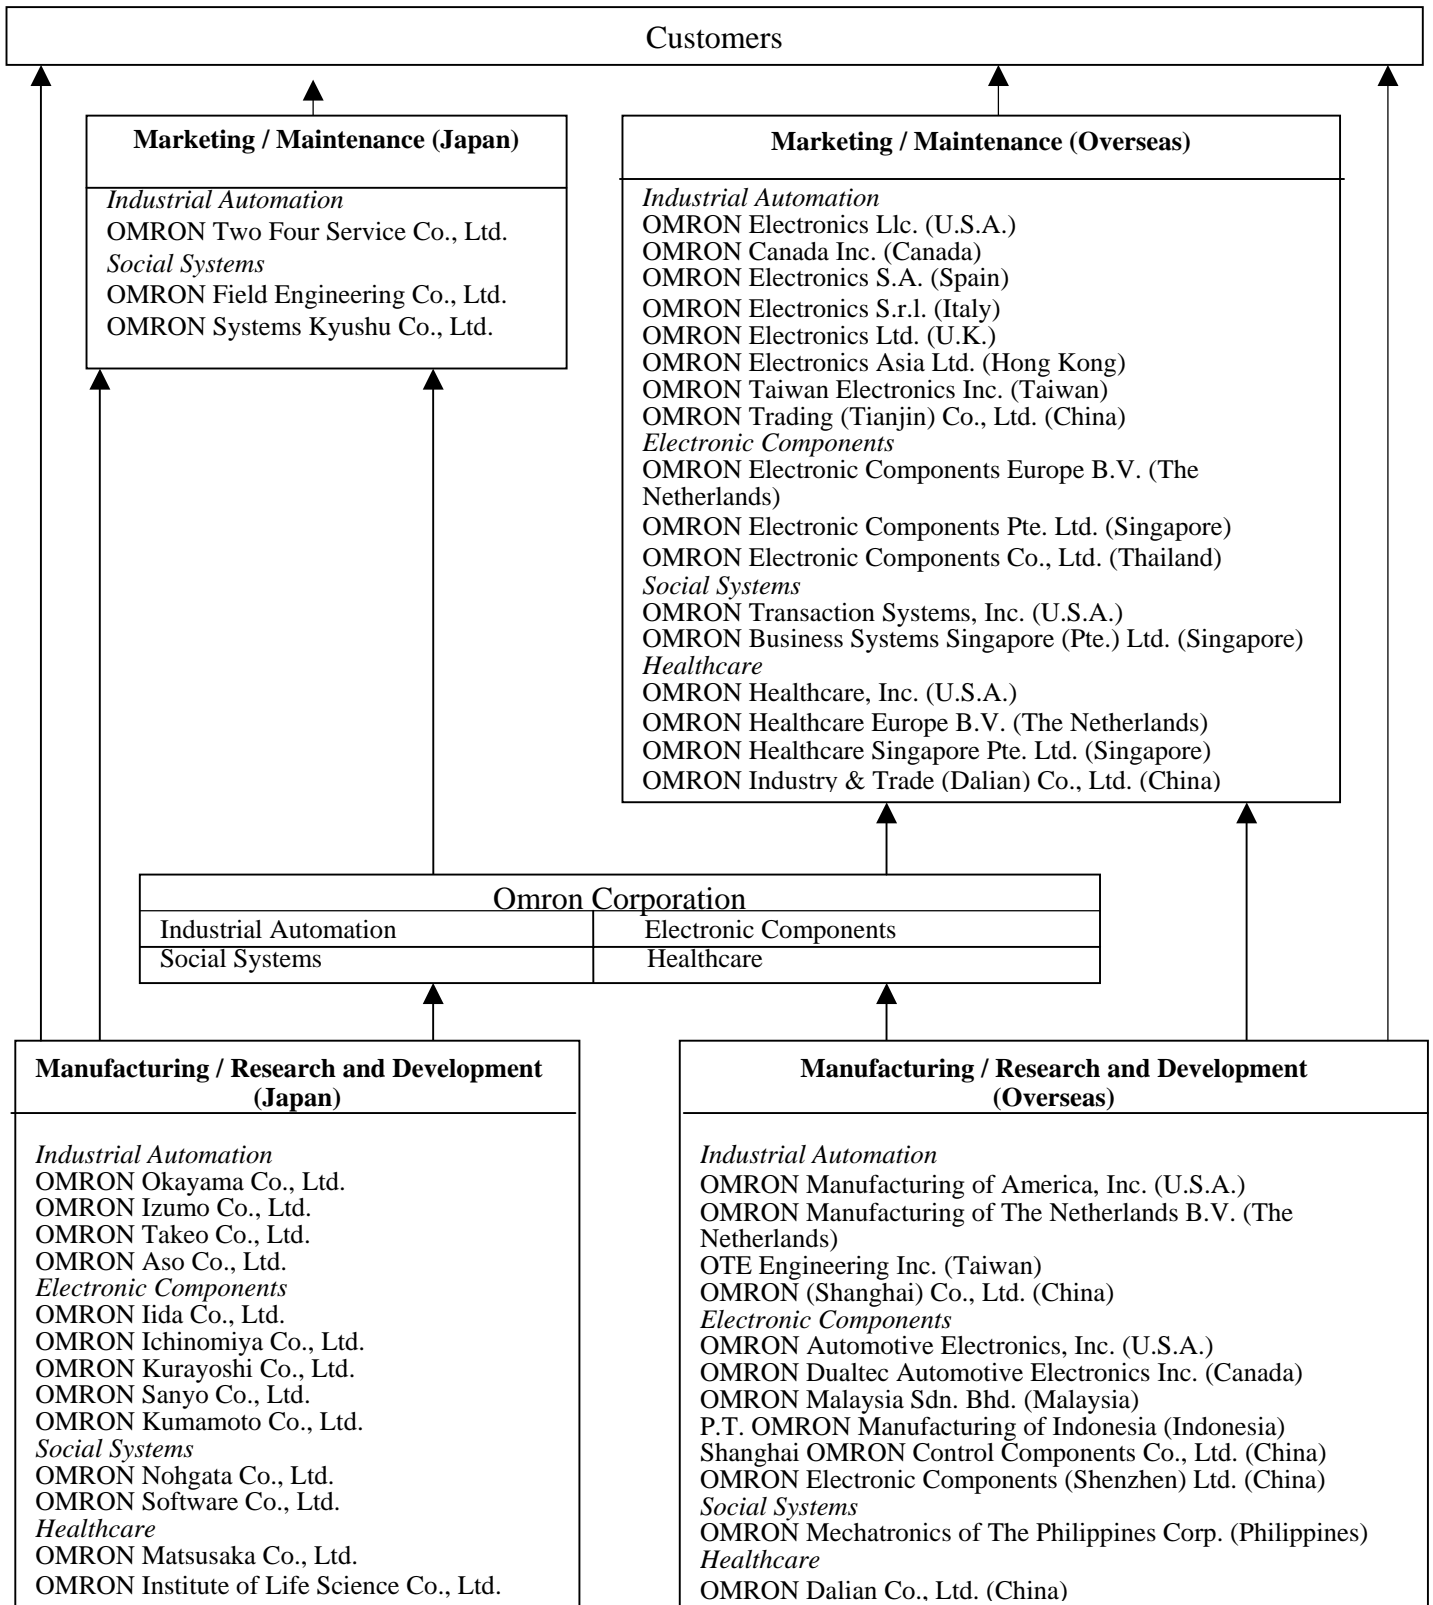 Customers
Marketing / Maintenance (Japan)
Industrial Automation
OMRON Two Four Service Co., Ltd.
Social Systems
OMRON Field Engineering Co., Ltd.
OMRON Systems Kyushu Co., Ltd.
Marketing / Maintenance (Overseas)
Industrial Automation
OMRON Electronics Llc. (U.S.A.)
OMRON Canada Inc. (Canada)
OMRON Electronics S.A. (Spain)
OMRON Electronics S.r.l. (Italy)
OMRON Electronics Ltd. (U.K.)
OMRON Electronics Asia Ltd. (Hong Kong)
OMRON Taiwan Electronics Inc. (Taiwan)
OMRON Trading (Tianjin) Co., Ltd. (China)
Electronic Components
OMRON Electronic Components Europe B.V. (The
Netherlands)
OMRON Electronic Components Pte. Ltd. (Singapore)
OMRON Electronic Components Co., Ltd. (Thailand)
Social Systems
OMRON Transaction Systems, Inc. (U.S.A.)
OMRON Business Systems Singapore (Pte.) Ltd. (Singapore)
Healthcare
OMRON Healthcare, Inc. (U.S.A.)
OMRON Healthcare Europe B.V. (The Netherlands)
OMRON Healthcare Singapore Pte. Ltd. (Singapore)
OMRON Industry & Trade (Dalian) Co., Ltd. (China)
Omron Corporation
Industrial Automation
Electronic Components
Social Systems
Healthcare
Manufacturing / Research and Development
(Japan)
Industrial Automation
OMRON Okayama Co., Ltd.
OMRON Izumo Co., Ltd.
OMRON Takeo Co., Ltd.
OMRON Aso Co., Ltd.
Electronic Components
OMRON Iida Co., Ltd.
OMRON Ichinomiya Co., Ltd.
OMRON Kurayoshi Co., Ltd.
OMRON Sanyo Co., Ltd.
OMRON Kumamoto Co., Ltd.
Social Systems
OMRON Nohgata Co., Ltd.
OMRON Software Co., Ltd.
Healthcare
OMRON Matsusaka Co., Ltd.
OMRON Institute of Life Science Co., Ltd.
Manufacturing / Research and Development
(Overseas)
Industrial Automation
OMRON Manufacturing of America, Inc. (U.S.A.)
OMRON Manufacturing of The Netherlands B.V. (The
Netherlands)
OTE Engineering Inc. (Taiwan)
OMRON (Shanghai) Co., Ltd. (China)
Electronic Components
OMRON Automotive Electronics, Inc. (U.S.A.)
OMRON Dualtec Automotive Electronics Inc. (Canada)
OMRON Malaysia Sdn. Bhd. (Malaysia)
P.T. OMRON Manufacturing of Indonesia (Indonesia)
Shanghai OMRON Control Components Co., Ltd. (China)
OMRON Electronic Components (Shenzhen) Ltd. (China)
Social Systems
OMRON Mechatronics of The Philippines Corp. (Philippines)
Healthcare
OMRON Dalian Co., Ltd. (China)